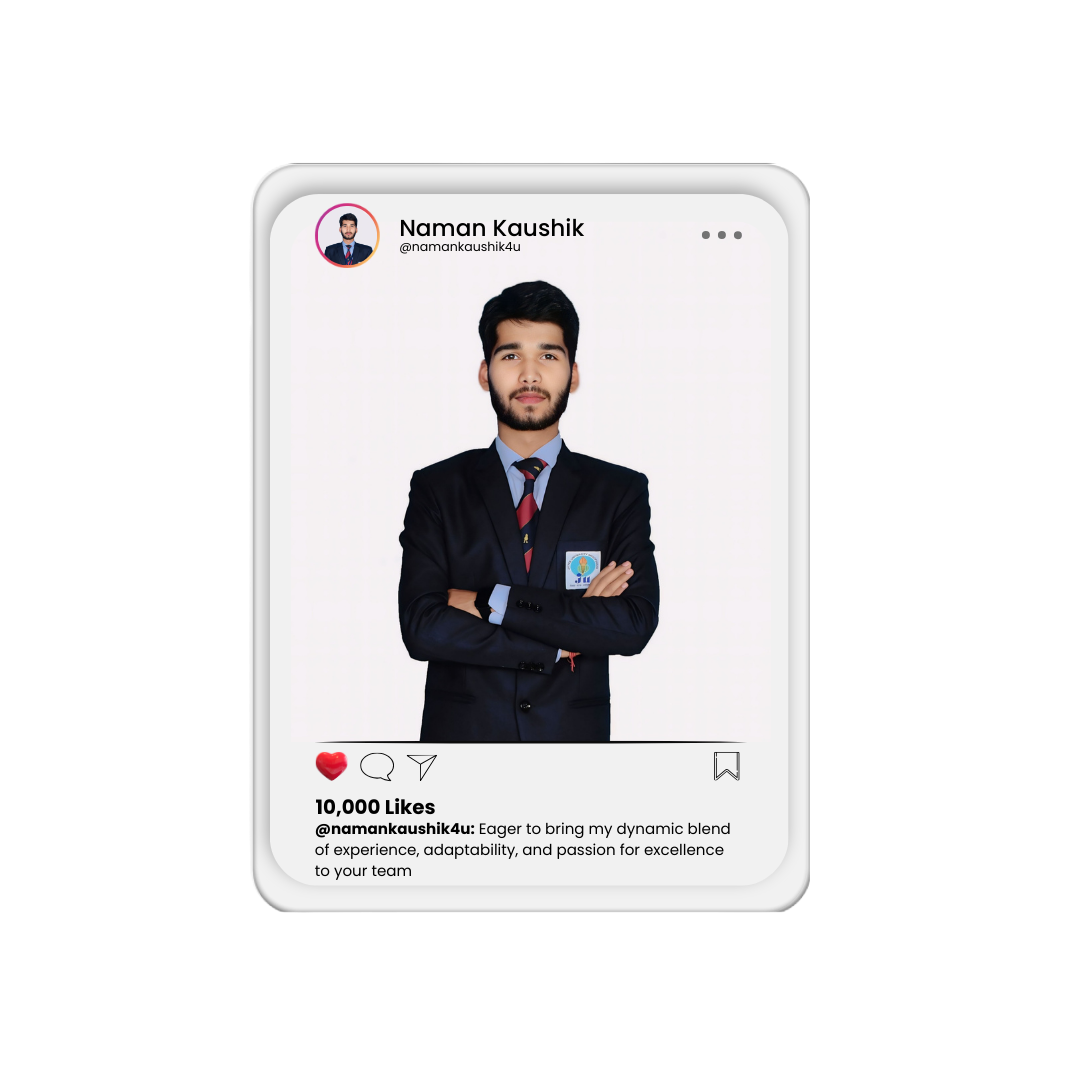 Naman Kaushik
@namankaushik4u
ju
10,000 Likes
@namankaushik4u: Eager to bring my dynamic blend
of experience, adaptability, and passion for excellence
to your team